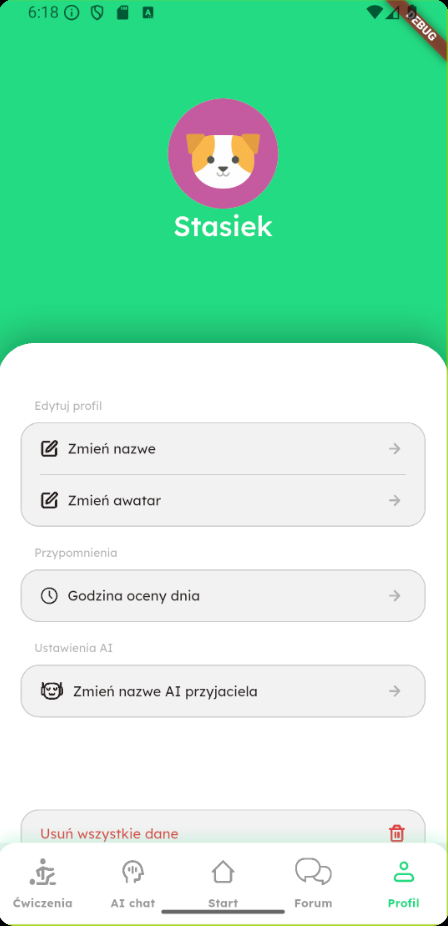 6:18
A
DEBUG
Stasiek
Edytuj profil
Zmień nazwe
Zmień awatar
Przypomnienia
Godzina oceny dnia
Ustawienia AI
Zmień nazwe AI przyjaciela
Usuń wszystkie dane
Ćwiczenia
AI chat
Start
Forum
Profil